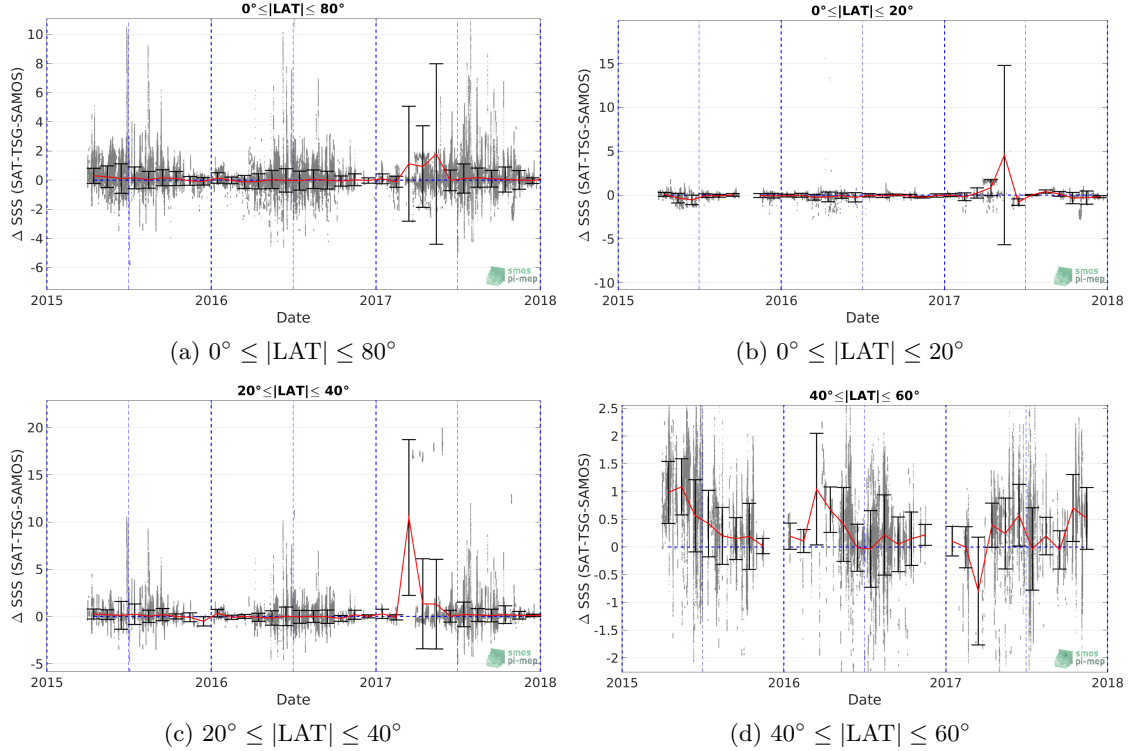 0°≤|LAT|≤ 80°
Δ SSS (SAT-TSG-SAMOS)
10
8
6
4
2
0
-2
-4
-6
2015 2016 2017 2018
Date
smos
pi-mep
(a) 0° ≤ |LAT| ≤ 80°
0°≤|LAT|≤ 20°
Δ SSS (SAT-TSG-SAMOS)
15
10
5
0
-5
-10
2015 2016 2017 2018
Date
smos
pi-mep
(b) 0° ≤ |LAT| ≤ 20°
20°≤|LAT|≤ 40°
Δ SSS (SAT-TSG-SAMOS)
20
15
10
5
0
-5
2015 2016 2017 2018
Date
smos
pi-mep
(c) 20° ≤ |LAT| ≤ 40°
40°≤|LAT|≤ 60°
Δ SSS (SAT-TSG-SAMOS)
2.5
2
1.5
1
0.5
0
-0.5
-1
-1.5
-2
2015 2016 2017 2018
Date
smos
pi-mep
(d) 40° ≤ |LAT| ≤ 60°